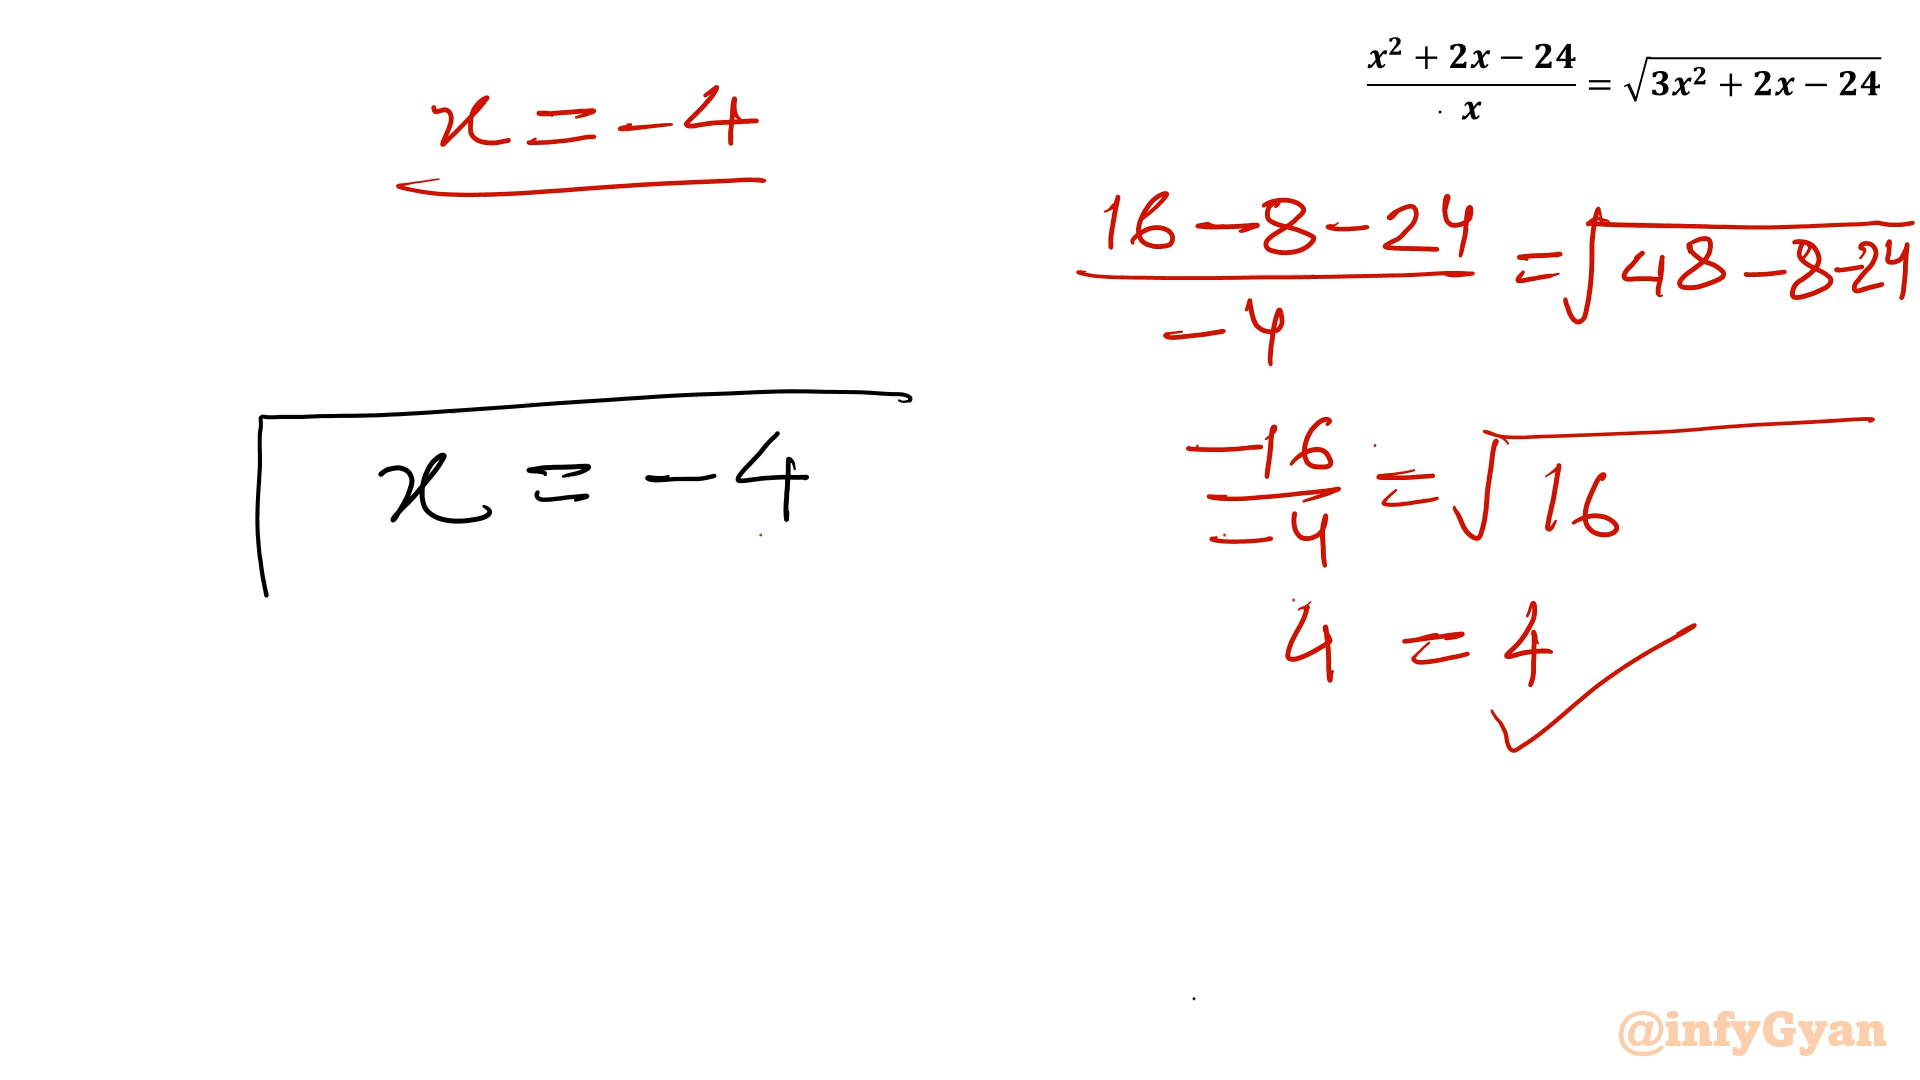 x = -4
(x² + 2x − 24)/x = √(3x² + 2x − 24)
(16 - 8 - 24)/(-4) = √(48 - 8 - 24)
x = -4
(-16)/(-4) = √16
4 = 4 ✓
@infyGyan